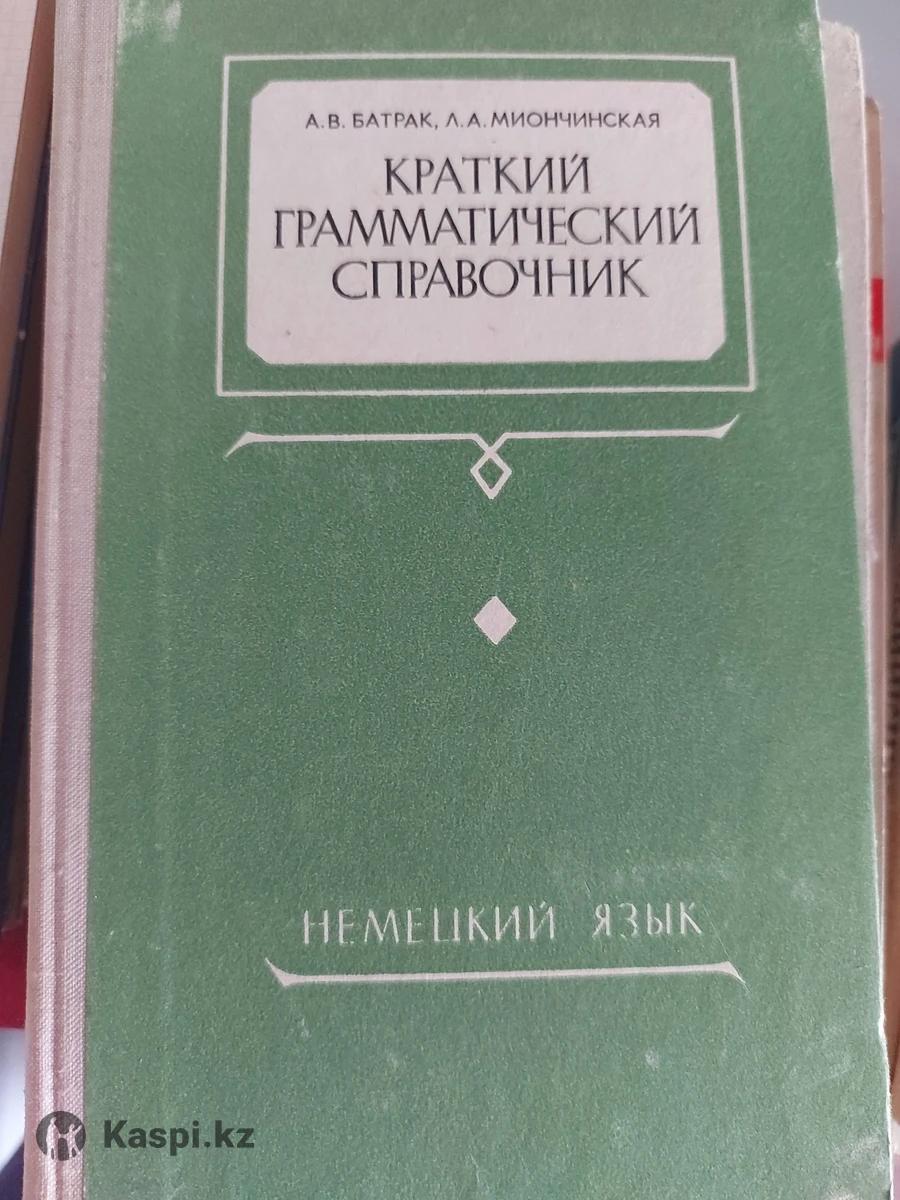 А.В. БАТРАК, Л.А. МИОНЧИНСКАЯ
КРАТКИЙ
ГРАММАТИЧЕСКИЙ
СПРАВОЧНИК
НЕМЕЦКИЙ ЯЗЫК
Kaspi.kz